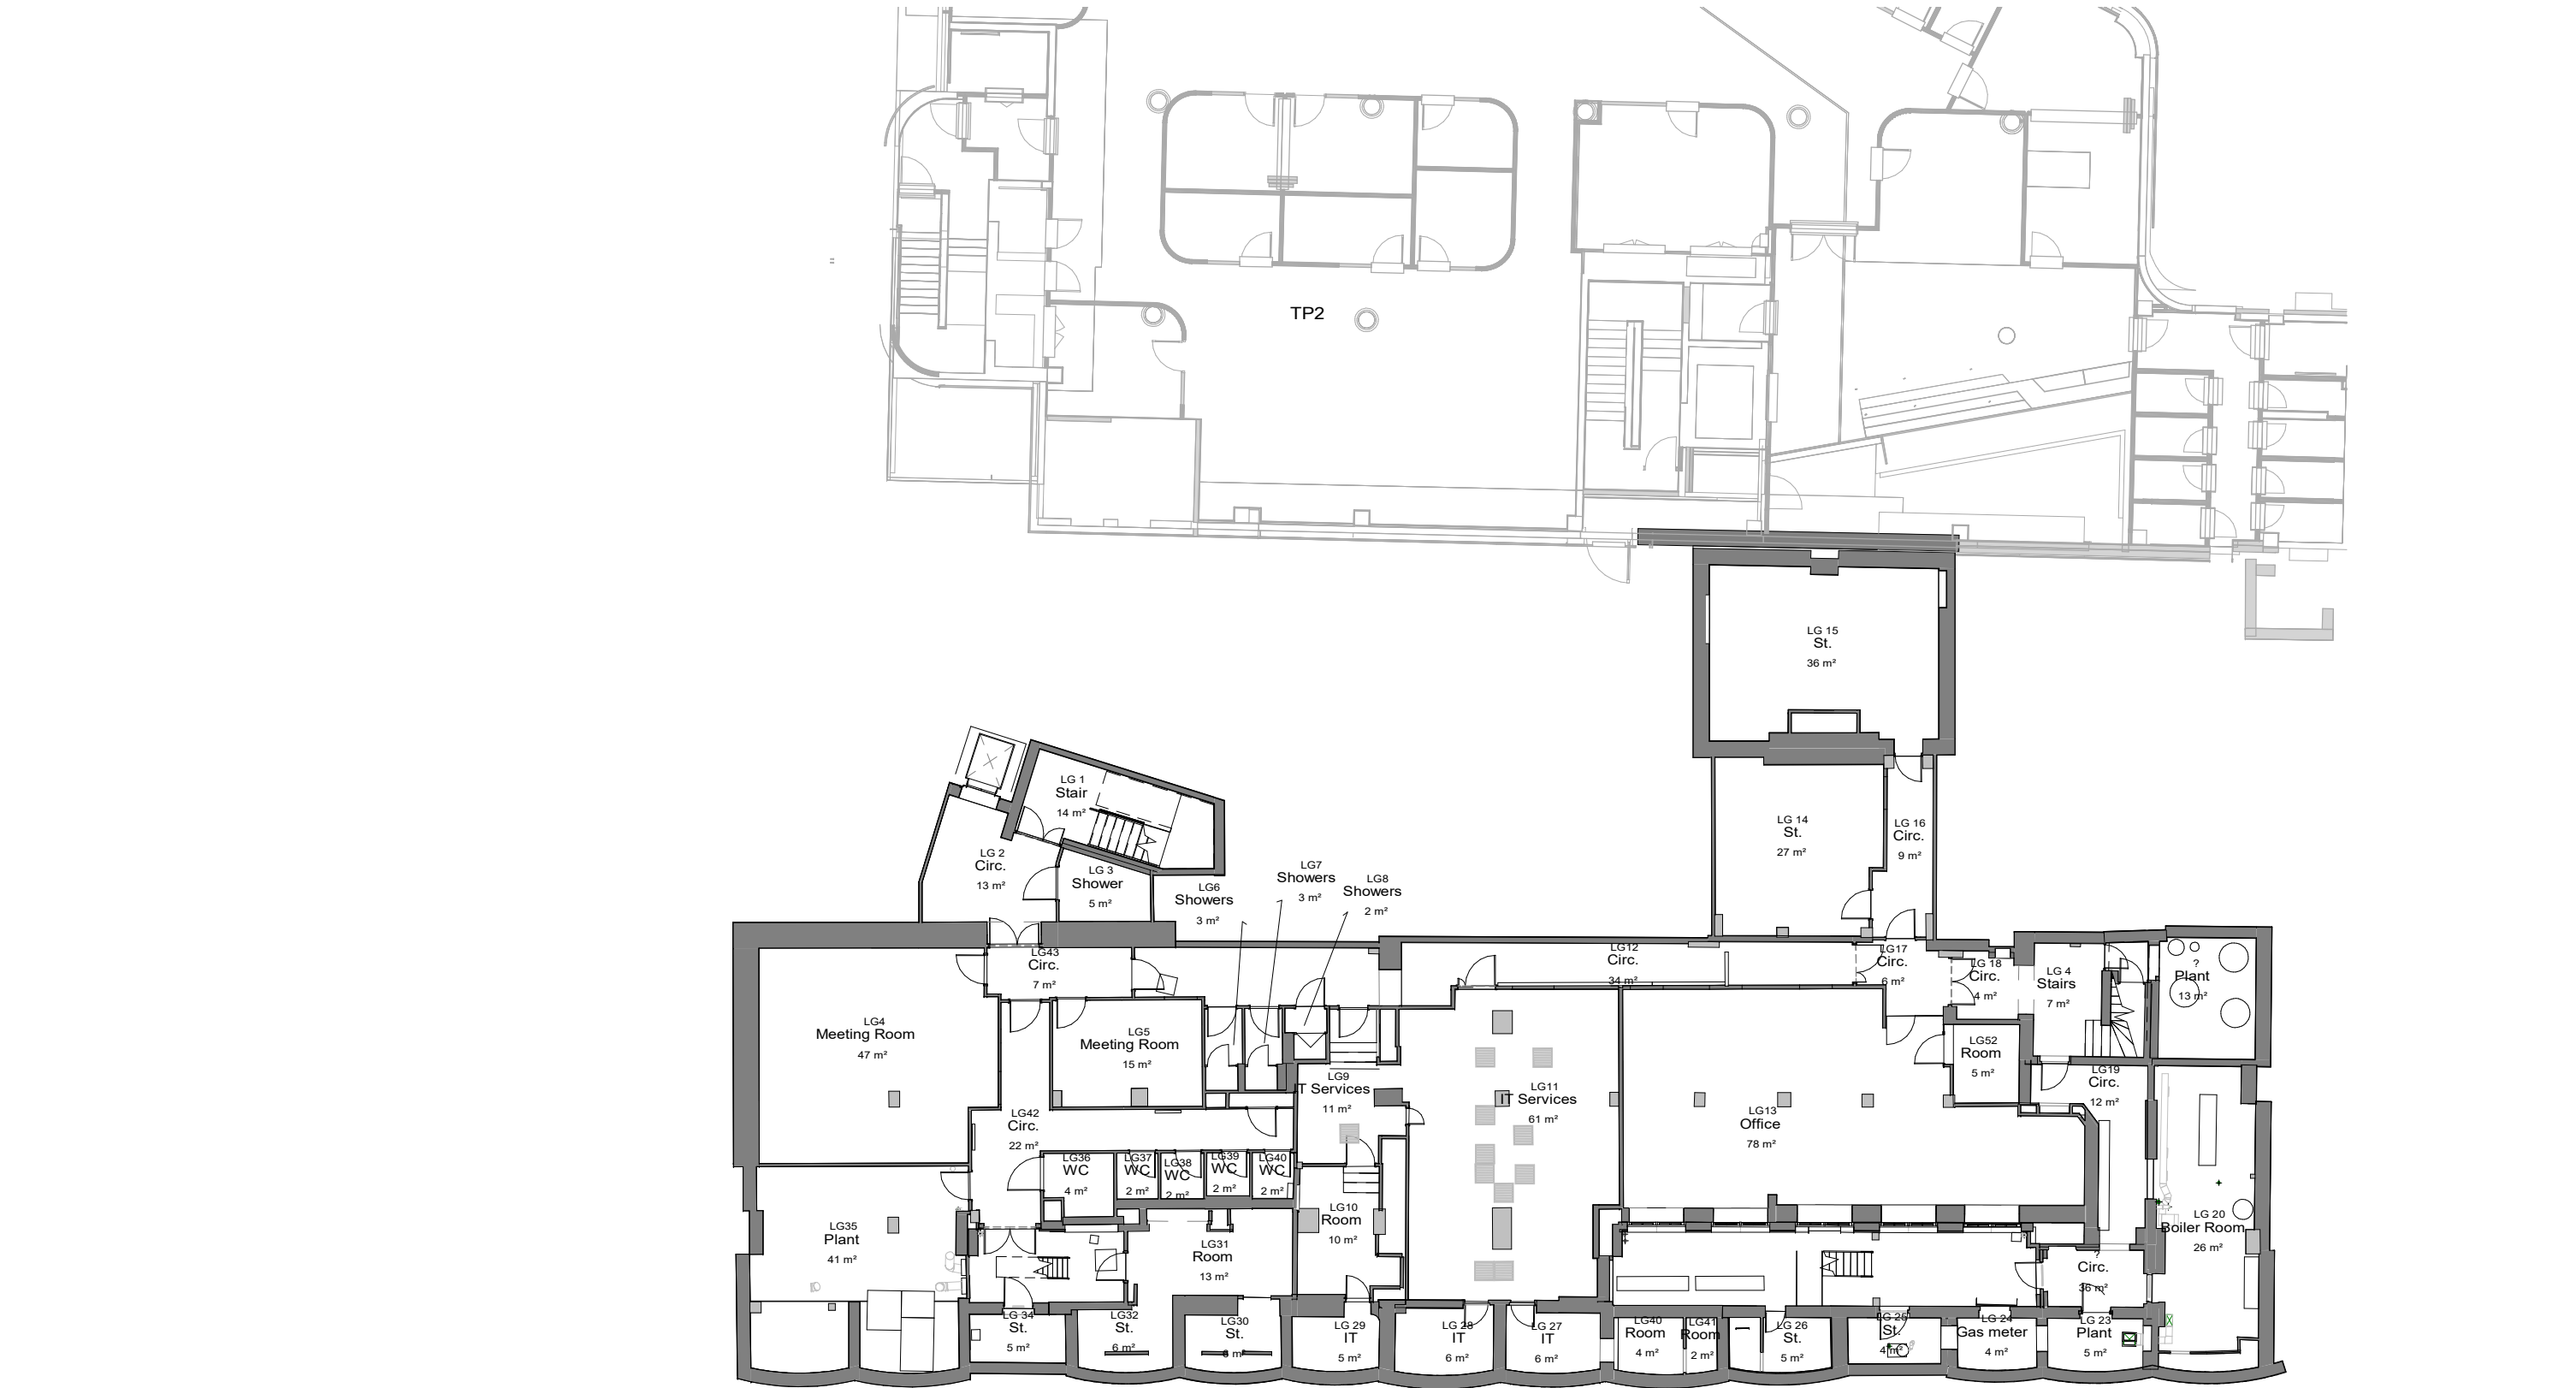 TP2
LG 15
St.
36 m²
LG 1
Stair
14 m²
LG 14
St.
27 m²
LG 16
Circ.
9 m²
LG 2
Circ.
13 m²
LG 3
Shower
5 m²
LG6
Showers
3 m²
LG7
Showers
3 m²
LG8
Showers
2 m²
LG43
Circ.
7 m²
LG12
Circ.
34 m²
LG17
Circ.
6 m²
LG 18
Circ.
4 m²
LG 4
Stairs
7 m²
?
Plant
13 m²
LG4
Meeting Room
47 m²
LG5
Meeting Room
15 m²
LG52
Room
5 m²
LG9
IT Services
11 m²
LG11
IT Services
61 m²
LG13
Office
78 m²
LG19
Circ.
12 m²
LG42
Circ.
22 m²
LG36
WC
4 m²
LG37
WC
2 m²
LG38
WC
2 m²
LG39
WC
2 m²
LG40
WC
2 m²
LG35
Plant
41 m²
LG31
Room
13 m²
LG10
Room
10 m²
LG 20
Boiler Room
26 m²
?
Circ.
36 m²
LG 34
St.
5 m²
LG32
St.
6 m²
LG30
St.
6 m²
LG 29
IT
5 m²
LG 28
IT
6 m²
LG 27
IT
6 m²
LG40
Room
4 m²
LG41
Room
2 m²
LG 26
St.
5 m²
LG 25
St.
4 m²
LG 24
Gas meter
4 m²
LG 23
Plant
5 m²